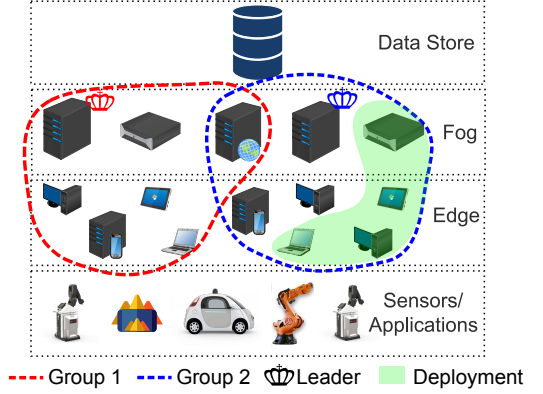 Data Store
Fog
Edge
Sensors/
Applications
Group 1
Group 2
Leader
Deployment